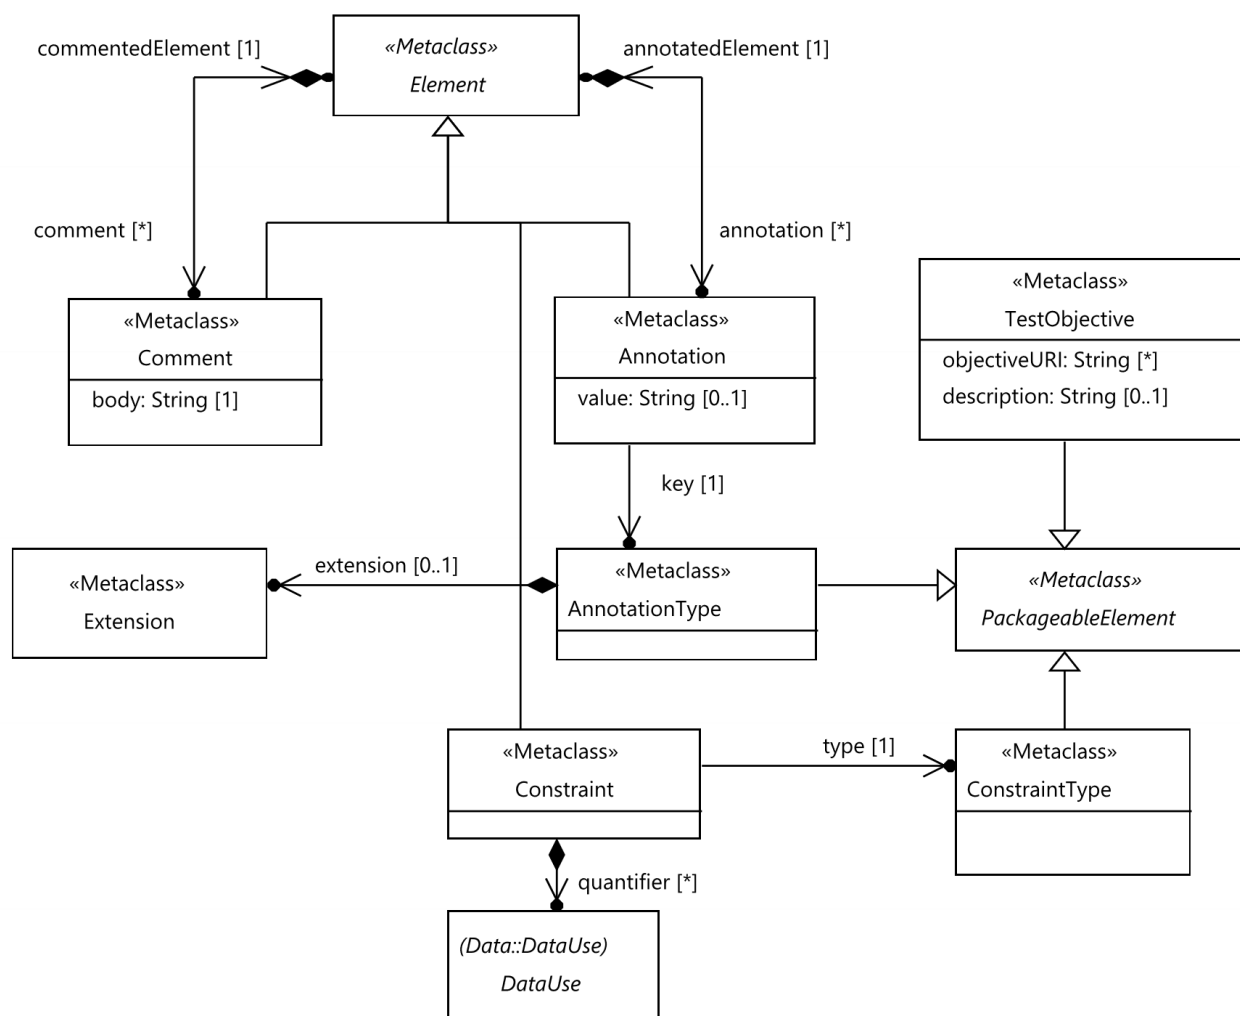 commentedElement [1]
«Metaclass»
Element
annotatedElement [1]
comment [*]
annotation [*]
«Metaclass»
Comment
body: String [1]
«Metaclass»
Annotation
value: String [0..1]
«Metaclass»
TestObjective
objectiveURI: String [*]
description: String [0..1]
key [1]
«Metaclass»
Extension
extension [0..1]
«Metaclass»
AnnotationType
«Metaclass»
PackageableElement
«Metaclass»
Constraint
type [1]
«Metaclass»
ConstraintType
quantifier [*]
(Data::DataUse)
DataUse